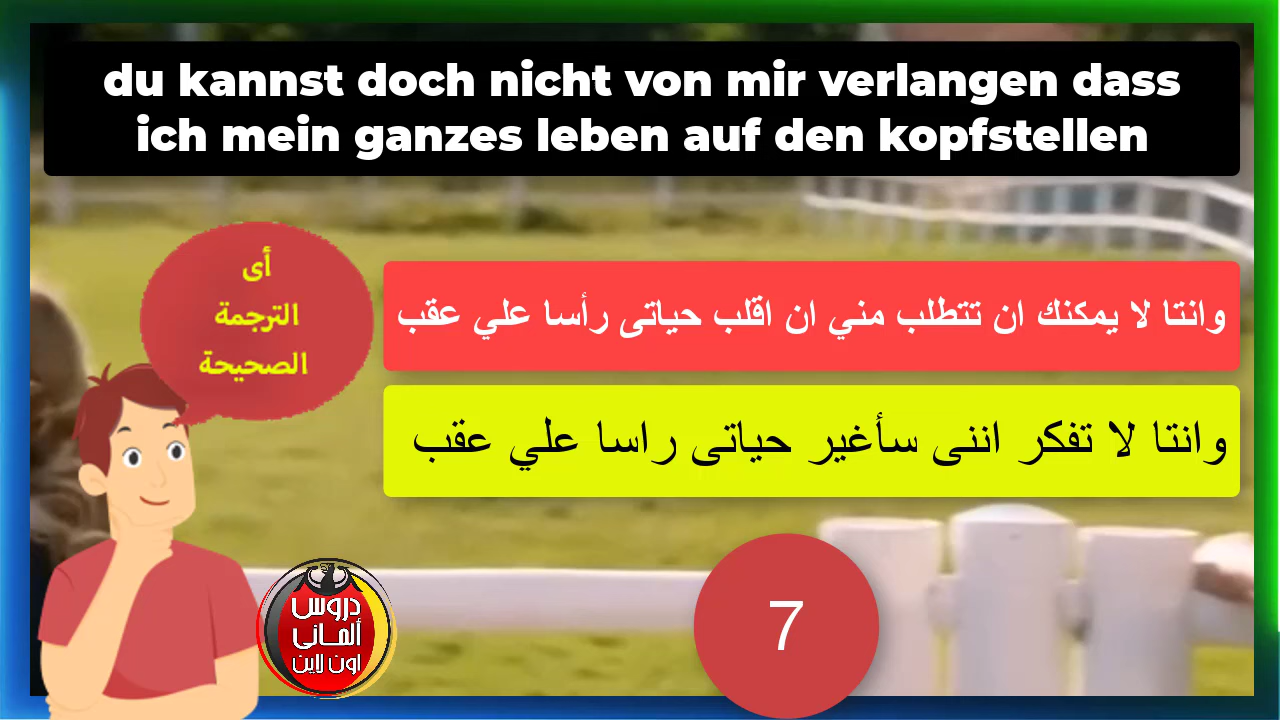 du kannst doch nicht von mir verlangen dass
ich mein ganzes leben auf den kopfstellen
أى
الترجمة
الصحيحة
وانتا لا يمكنك ان تتطلب مني ان اقلب حياتى رأسا علي عقب
وانتا لا تفكر اننى سأغير حياتى راسا علي عقب
دروس
ألمانى
اون لاين
7